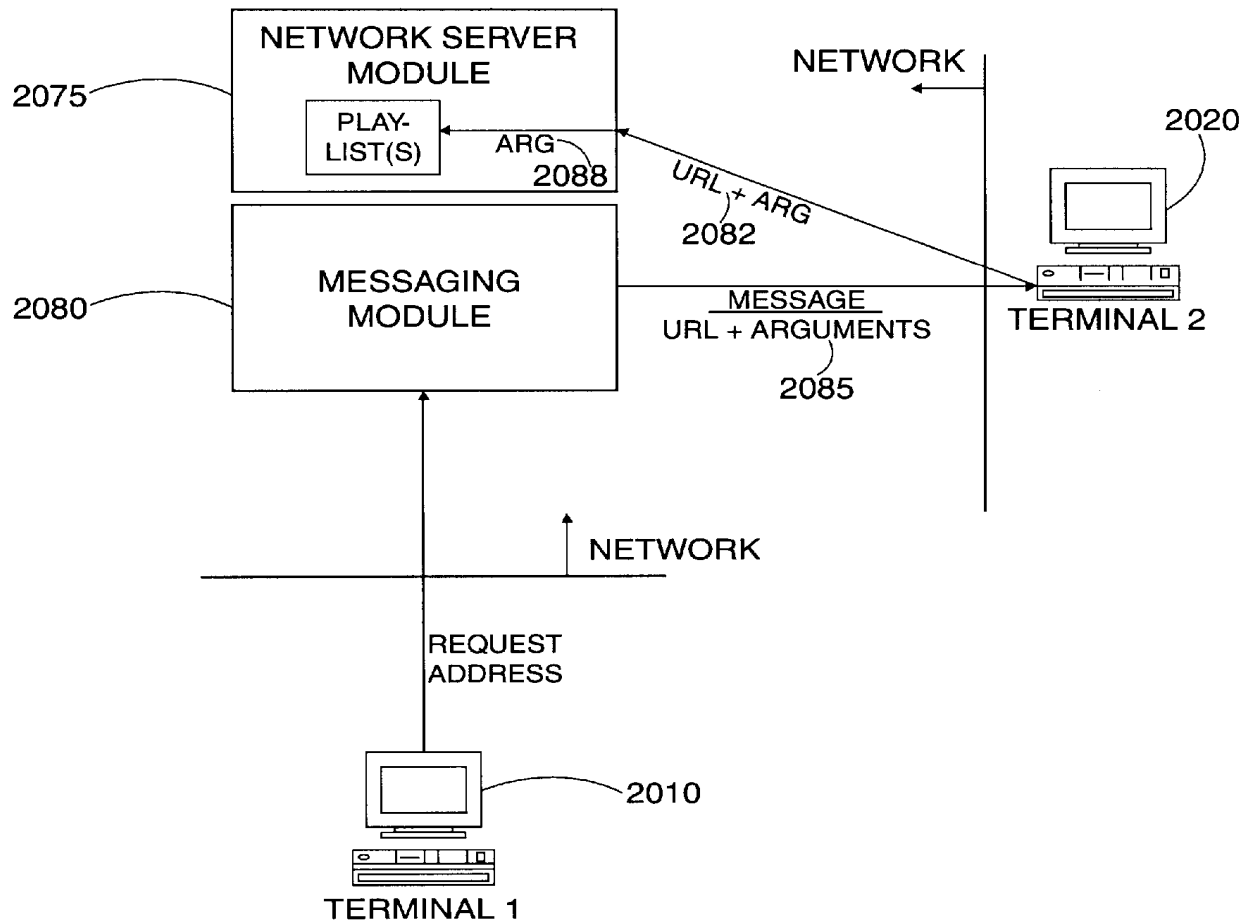 NETWORK SERVER
MODULE
2075
PLAY-
LIST(S)
ARG
2088
NETWORK
2020
URL + ARG
2082
MESSAGING
MODULE
2080
MESSAGE
URL + ARGUMENTS
2085
TERMINAL 2
NETWORK
REQUEST
ADDRESS
2010
TERMINAL 1